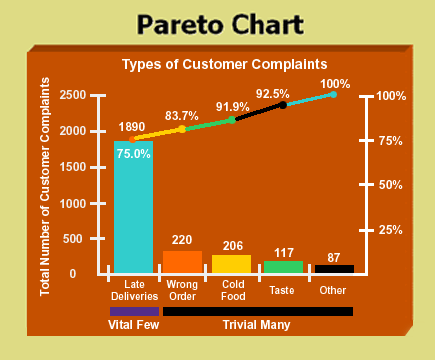 Pareto Chart
Types of Customer Complaints
Total Number of Customer Complaints
2500
2000
1500
1000
500
0
100%
75%
50%
25%
1890
75.0%
83.7%
91.9%
92.5%
100%
220
206
117
87
Late
Deliveries
Wrong
Order
Cold
Food
Taste
Other
Vital Few
Trivial Many